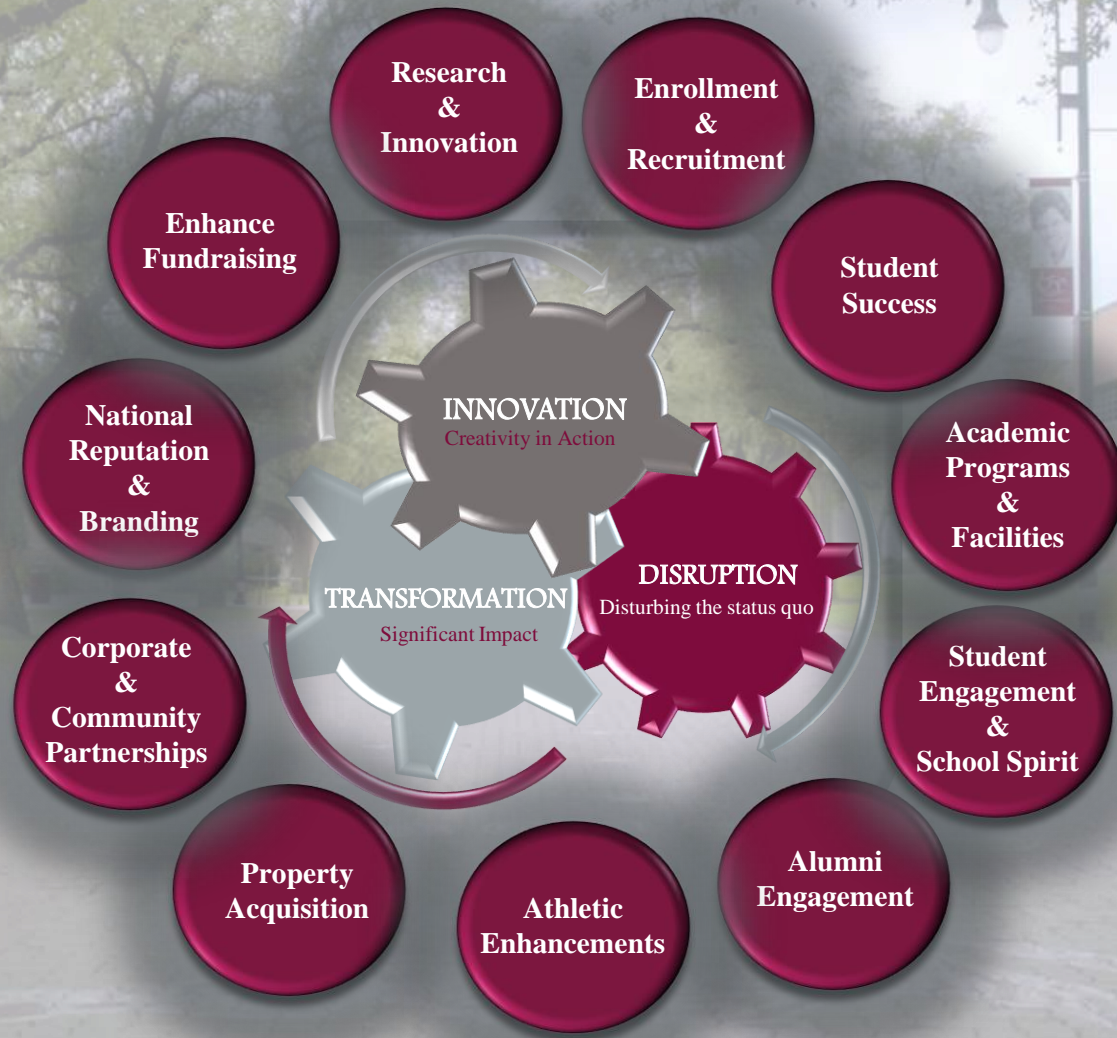 Research
&
Innovation
Enrollment
&
Recruitment
Enhance
Fundraising
Student
Success
National
Reputation
&
Branding
INNOVATION
Creativity in Action
Academic
Programs
&
Facilities
TRANSFORMATION
Significant Impact
DISRUPTION
Disturbing the status quo
Corporate
&
Community
Partnerships
Student
Engagement
&
School Spirit
Property
Acquisition
Athletic
Enhancements
Alumni
Engagement